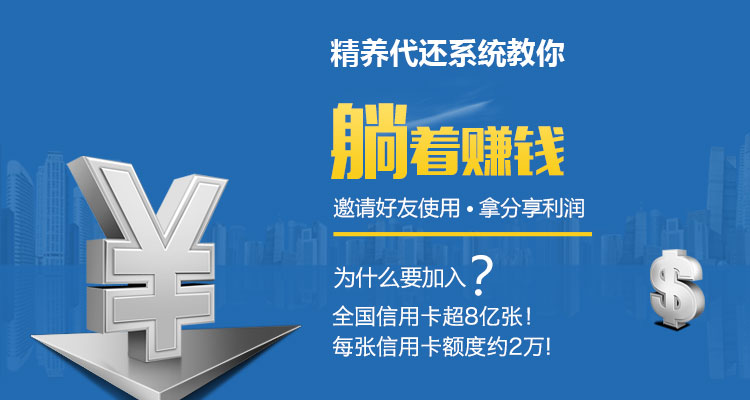 精养代还系统教你
躺着赚钱
邀请好友使用•拿分享利润
为什么要加入?
全国信用卡超8亿张!
每张信用卡额度约2万!